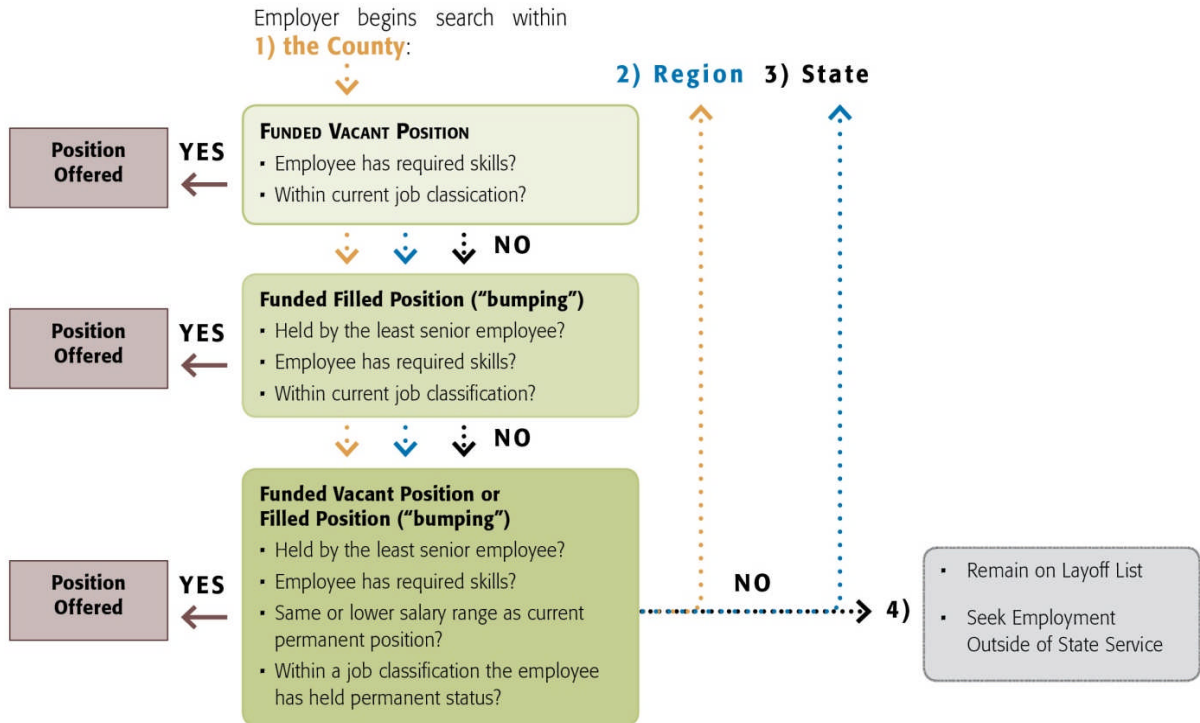 Employer begins search within
1) the County:
2) Region
3) State
Position
Offered
YES
FUNDED VACANT POSITION
▪ Employee has required skills?
▪ Within current job classication?
NO
Position
Offered
YES
Funded Filled Position (“bumping”)
▪ Held by the least senior employee?
▪ Employee has required skills?
▪ Within current job classification?
NO
Position
Offered
YES
Funded Vacant Position or
Filled Position (“bumping”)
▪ Held by the least senior employee?
▪ Employee has required skills?
▪ Same or lower salary range as current
permanent position?
▪ Within a job classification the employee
has held permanent status?
NO
4)
▪ Remain on Layoff List
▪ Seek Employment
Outside of State Service